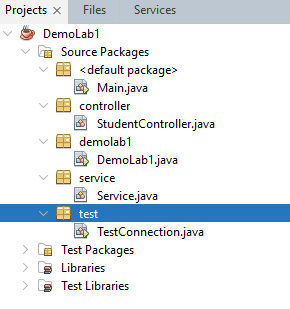 Projects Files Services
DemoLab1
Source Packages
<default package>
Main.java
controller
StudentController.java
demolab1
DemoLab1.java
service
Service.java
test
TestConnection.java
Test Packages
Libraries
Test Libraries